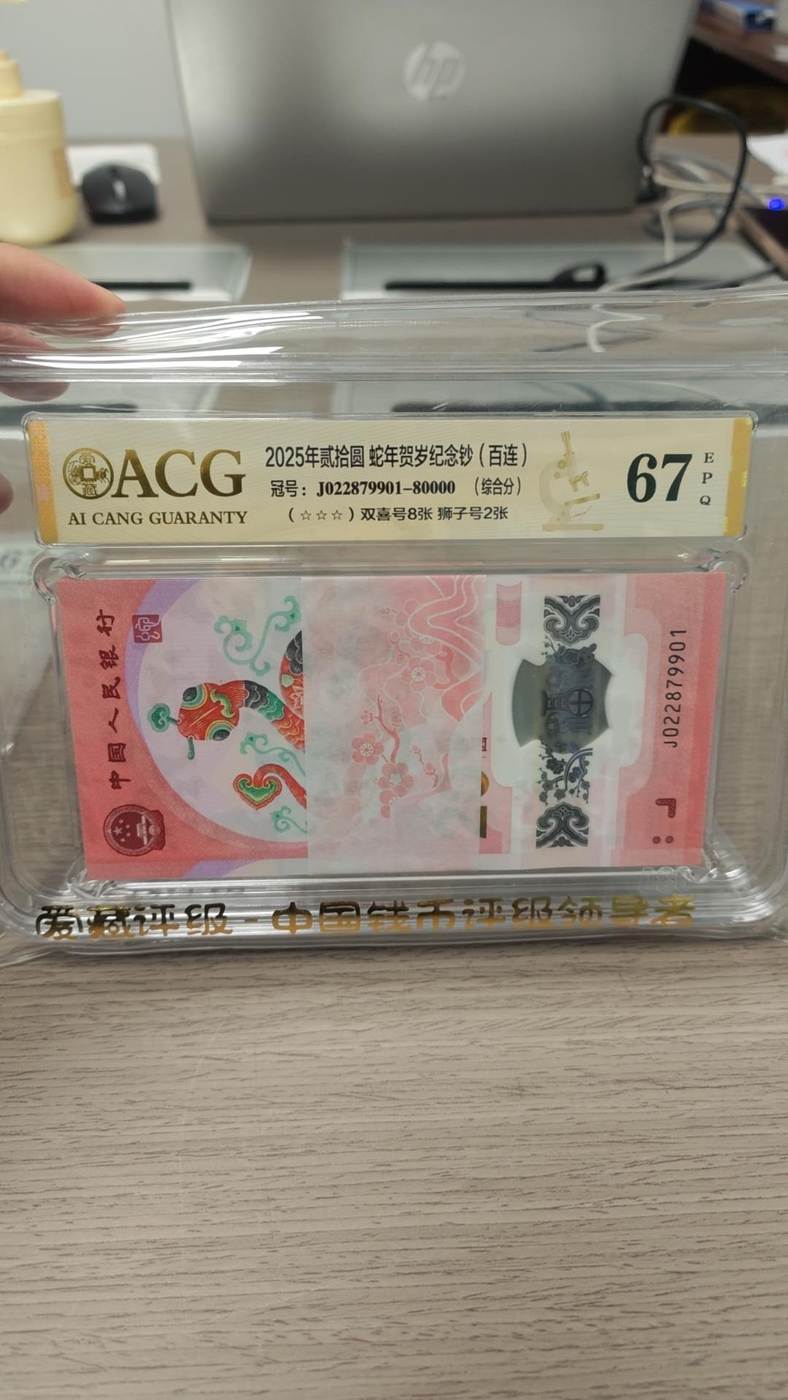 hp
ACG
AI CANG GUARANTY
2025年贰拾圆 蛇年贺岁纪念钞(百连)
冠号:J022879901-80000 (综合分)
(☆☆☆)双喜号8张 狮子号2张
67
EPQ
中国人民银行
J022879901
爱藏评级-中国钱币评级领导者